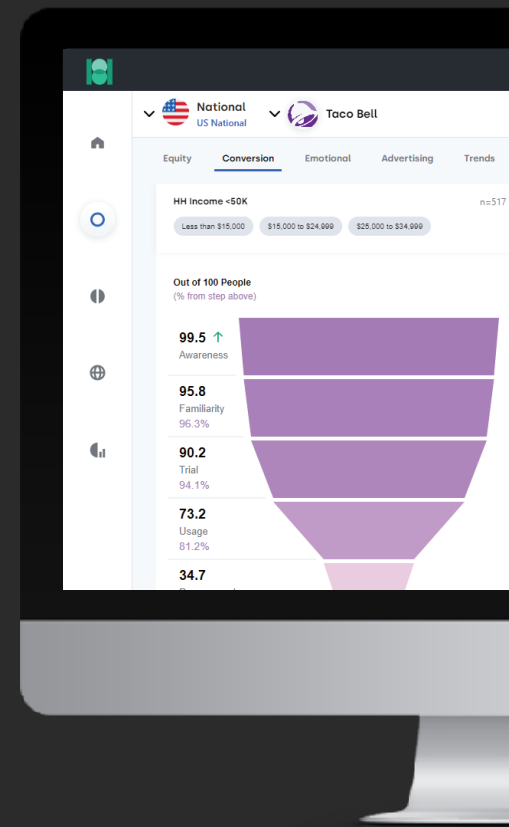 National
US National
Taco Bell
Equity Conversion Emotional Advertising Trends
HH Income <50K n=517
Less than $15,000 $15,000 to $24,999 $25,000 to $34,999
Out of 100 People
(% from step above)
99.5 ↑
Awareness
95.8
Familiarity
96.3%
90.2
Trial
94.1%
73.2
Usage
81.2%
34.7